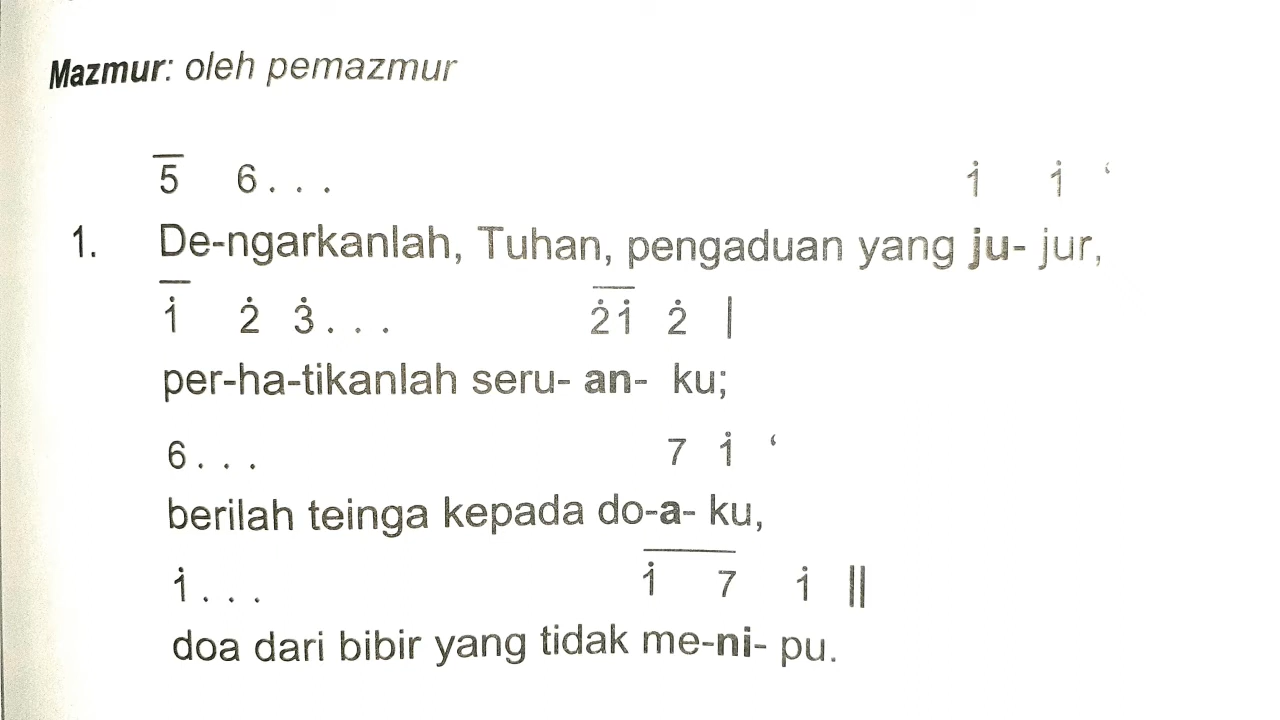 Mazmur: oleh pemazmur
5̅ 6 . . . 1̇ 1̇ ‘
1. De-ngarkanlah, Tuhan, pengaduan yang ju- jur,
1̇̅ 2̇ 3̇ . . . 2̇̅1̇̅ 2̇ |
per-ha-tikanlah seru- an- ku;
6 . . . 7 1̇ ‘
berilah teinga kepada do-a- ku,
1̇ . . . 1̇̅ 7̅ 1̇ ||
doa dari bibir yang tidak me-ni- pu.